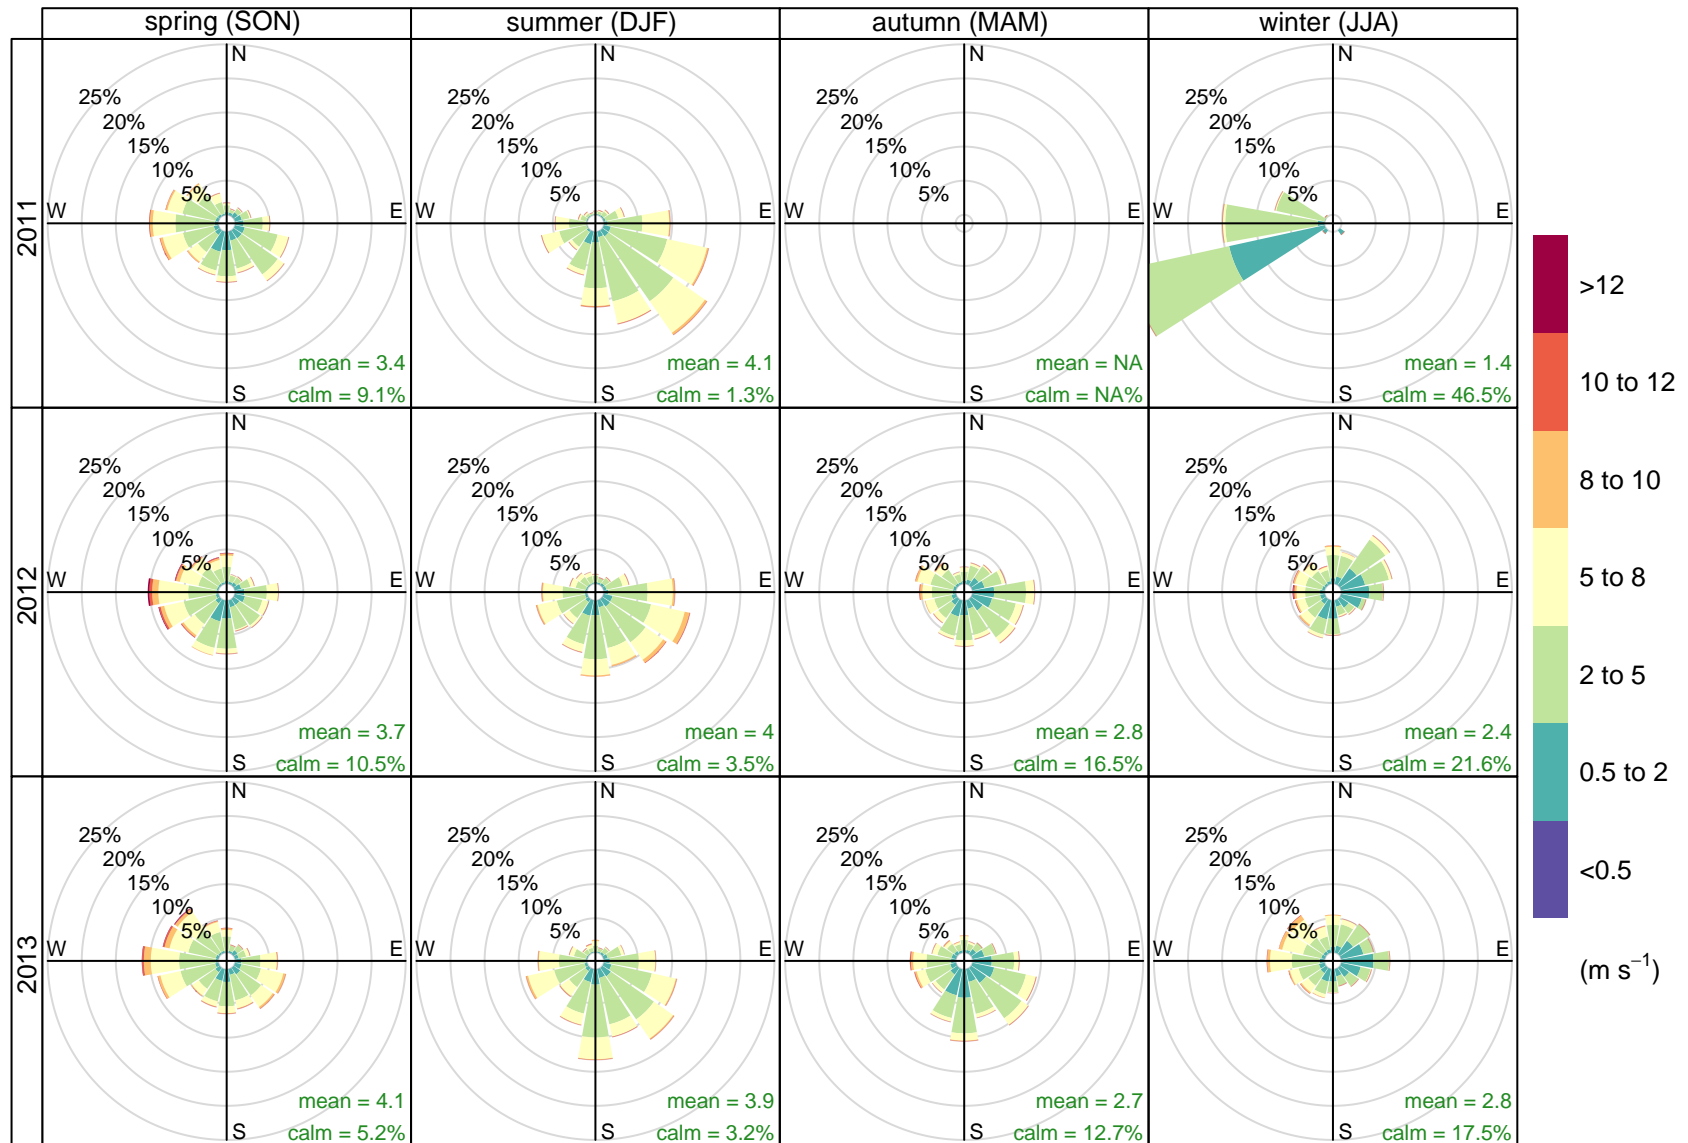 spring (SON) summer (DJF) autumn (MAM) winter (JJA)
2011
N
25%
20%
15%
10%
5%
W E
mean = 3.4
S calm = 9.1%
N
25%
20%
15%
10%
5%
W E
mean = 4.1
S calm = 1.3%
N
25%
20%
15%
10%
5%
W E
mean = NA
S calm = NA%
N
25%
20%
15%
10%
5%
W E
mean = 1.4
S calm = 46.5%
2012
N
25%
20%
15%
10%
5%
W E
mean = 3.7
S calm = 10.5%
N
25%
20%
15%
10%
5%
W E
mean = 4
S calm = 3.5%
N
25%
20%
15%
10%
5%
W E
mean = 2.8
S calm = 16.5%
N
25%
20%
15%
10%
5%
W E
mean = 2.4
S calm = 21.6%
2013
N
25%
20%
15%
10%
5%
W E
mean = 4.1
S calm = 5.2%
N
25%
20%
15%
10%
5%
W E
mean = 3.9
S calm = 3.2%
N
25%
20%
15%
10%
5%
W E
mean = 2.7
S calm = 12.7%
N
25%
20%
15%
10%
5%
W E
mean = 2.8
S calm = 17.5%
>12
10 to 12
8 to 10
5 to 8
2 to 5
0.5 to 2
<0.5
(m s⁻¹)